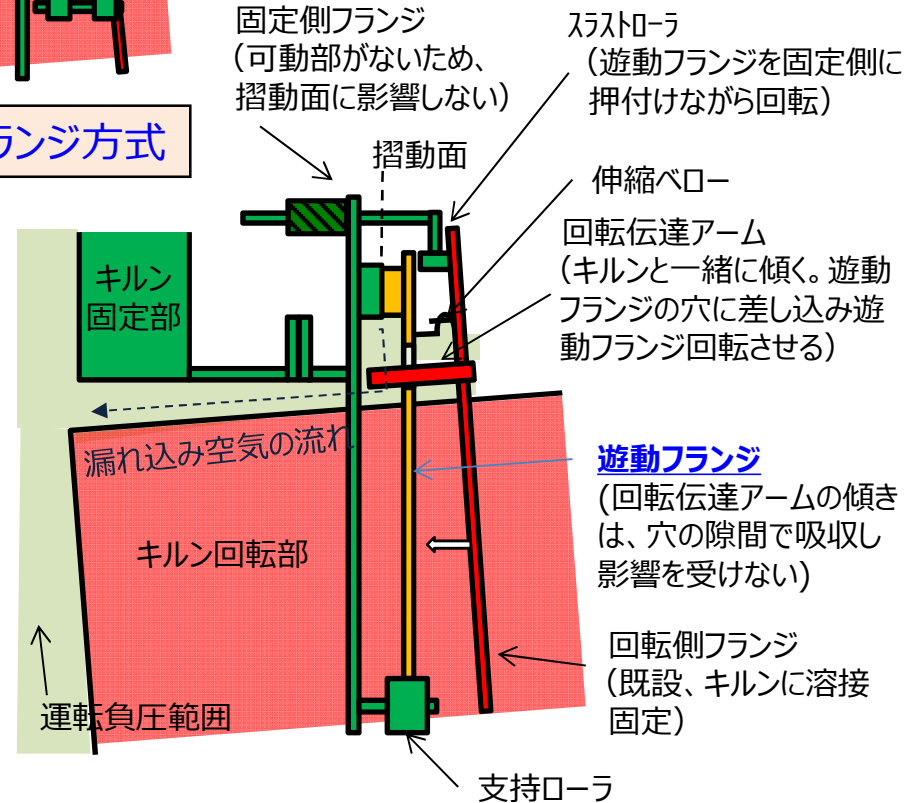 固定側フランジ
（可動部がないため、
摺動面に影響しない）
ｽﾗｽﾄﾛｰﾗ
（遊動フランジを固定側に
押付けながら回転）
ランジ方式
摺動面
伸縮ベロー
回転伝達アーム
（キルンと一緒に傾く。遊動
フランジの穴に差し込み遊
動フランジ回転させる）
キルン
固定部
漏れ込み空気の流れ
遊動フランジ
(回転伝達アームの傾き
は、穴の隙間で吸収し
影響を受けない)
キルン回転部
回転側フランジ
（既設、キルンに溶接
固定）
運転負圧範囲
支持ローラ